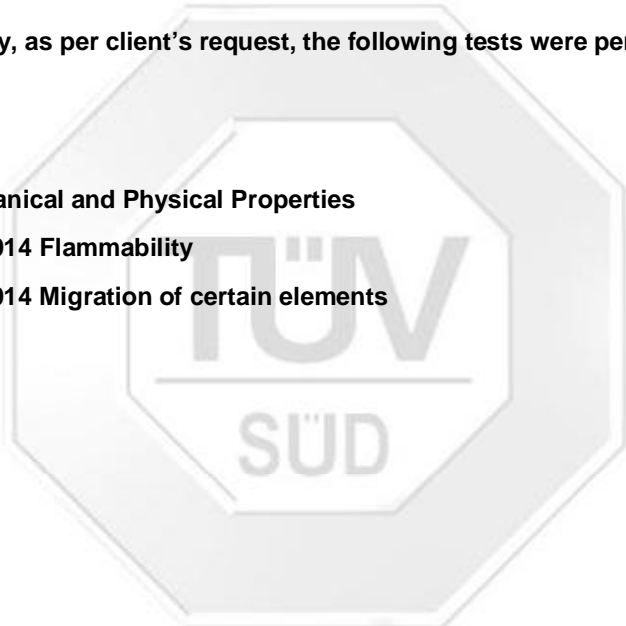 y, as per client’s request, the following tests were per
anical and Physical Properties
014 Flammability
014 Migration of certain elements
TÜV
SÜD